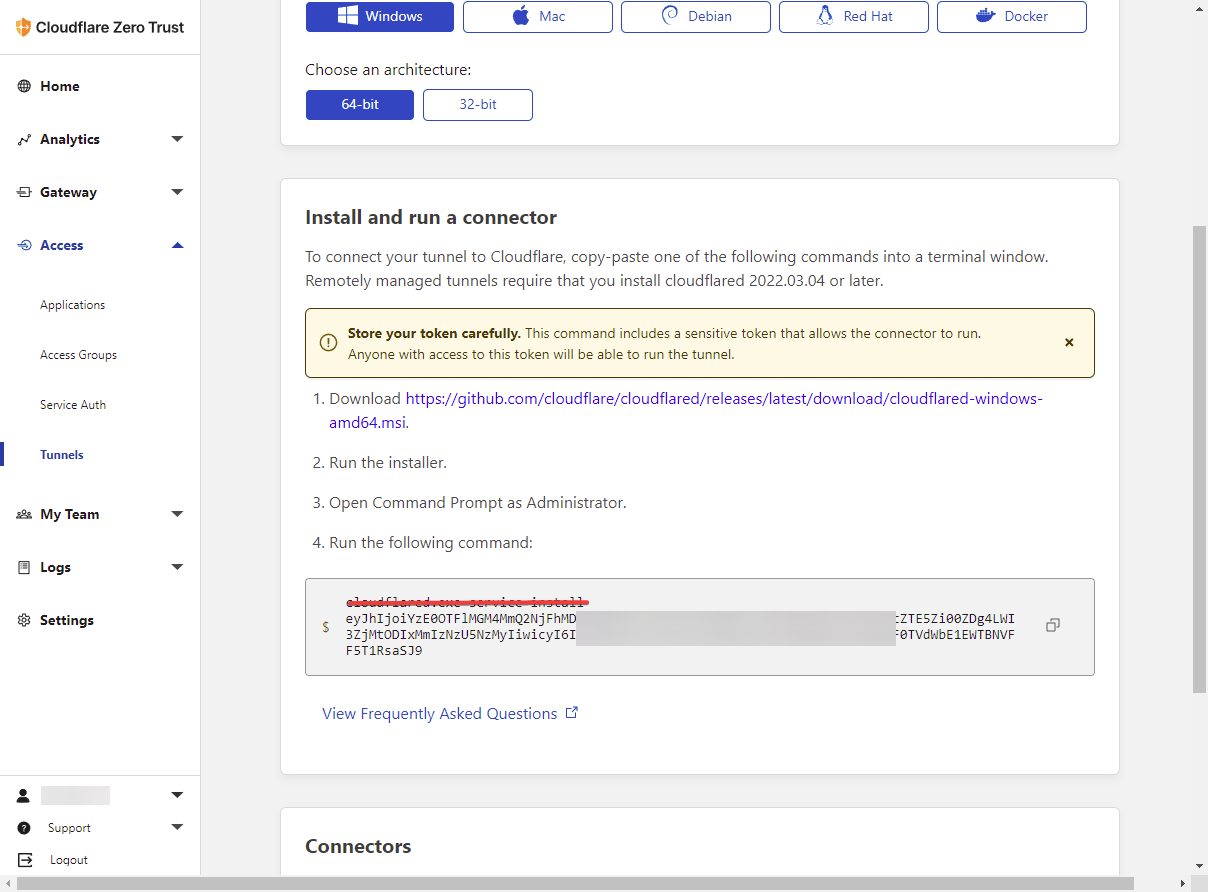 Cloudflare Zero Trust
Home
Analytics
Gateway
Access
Applications
Access Groups
Service Auth
Tunnels
My Team
Logs
Settings
Support
Logout
Windows
Mac
Debian
Red Hat
Docker
Choose an architecture:
64-bit
32-bit
Install and run a connector
To connect your tunnel to Cloudflare, copy-paste one of the following commands into a terminal window.
Remotely managed tunnels require that you install cloudflared 2022.03.04 or later.
Store your token carefully. This command includes a sensitive token that allows the connector to run.
Anyone with access to this token will be able to run the tunnel.
1. Download https://github.com/cloudflare/cloudflared/releases/latest/download/cloudflared-windows-
amd64.msi.
2. Run the installer.
3. Open Command Prompt as Administrator.
4. Run the following command:
cloudflared.exe service install
$ eyJhIjoiYzE0OTFlMGM4MmQ2NjFhMD ZTE5Zi00ZDg4LWI
3ZjMtODIxMmIzNzU5NzMyIiwicyI6I 0TVdWbE1EWTBNVF
F5T1RsaSJ9
View Frequently Asked Questions
Connectors